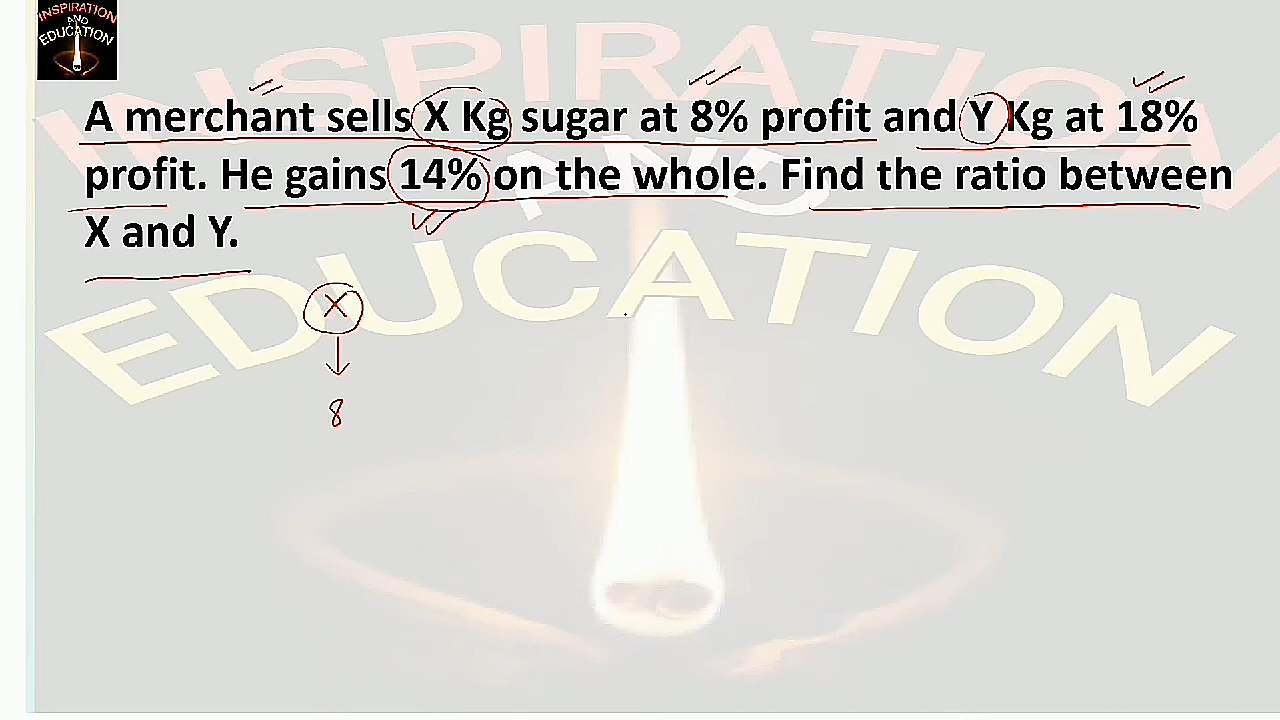 INSPIRATION
AND
EDUCATION
INSPIRATION
AND
EDUCATION
A merchant sells X Kg sugar at 8% profit and Y Kg at 18%
profit. He gains 14% on the whole. Find the ratio between
X and Y.
X
8